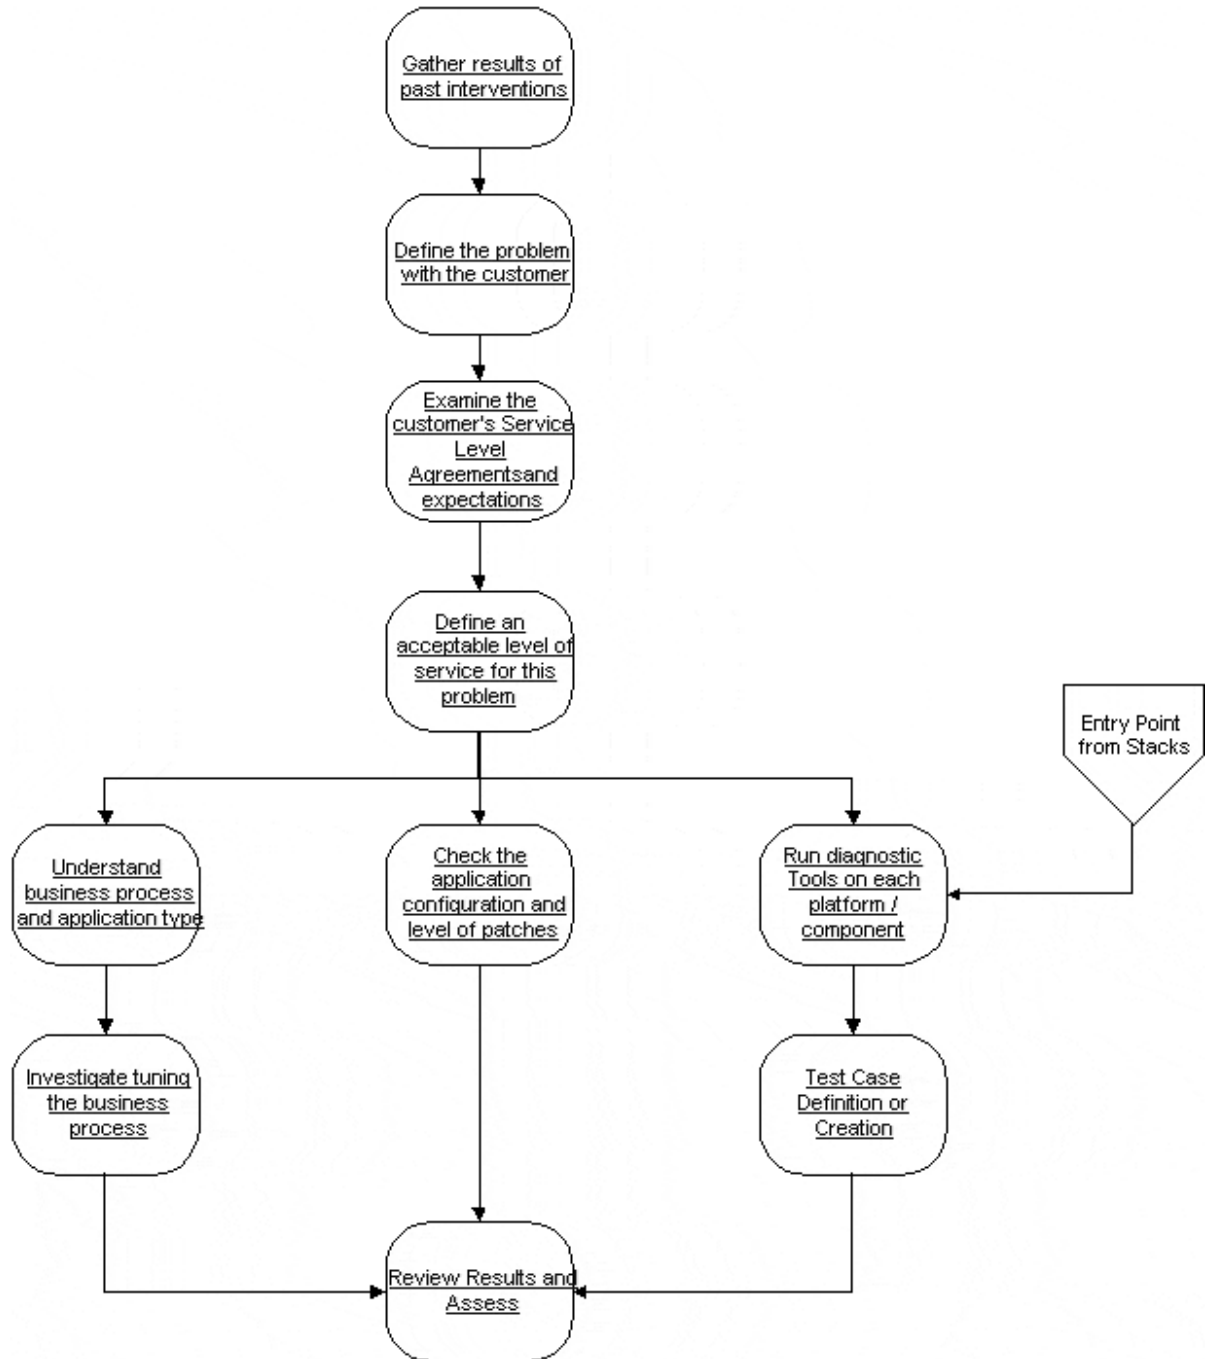 Gather results of
past interventions
Define the problem
with the customer
Examine the
customer's Service
Level
Agreementsand
expectations
Define an
acceptable level of
service for this
problem
Entry Point
from Stacks
Understand
business process
and application type
Check the
application
configuration and
level of patches
Run diagnostic
Tools on each
platform /
component
Investigate tuning
the business
process
Test Case
Definition or
Creation
Review Results and
Assess